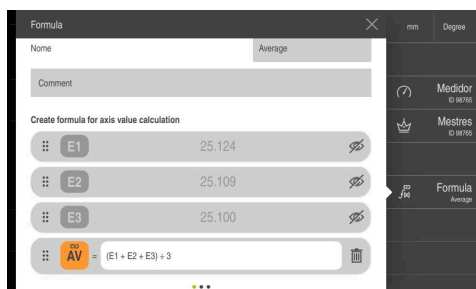 Formula
mm
Degree
Nome
Average
Comment
Medidor
ID 98765
Create formula for axis value calculation
Mestres
ID 98765
E1
25.124
E2
25.109
Formula
Average
f(x)
E3
25.100
AV
=
(E1 + E2 + E3) ÷ 3